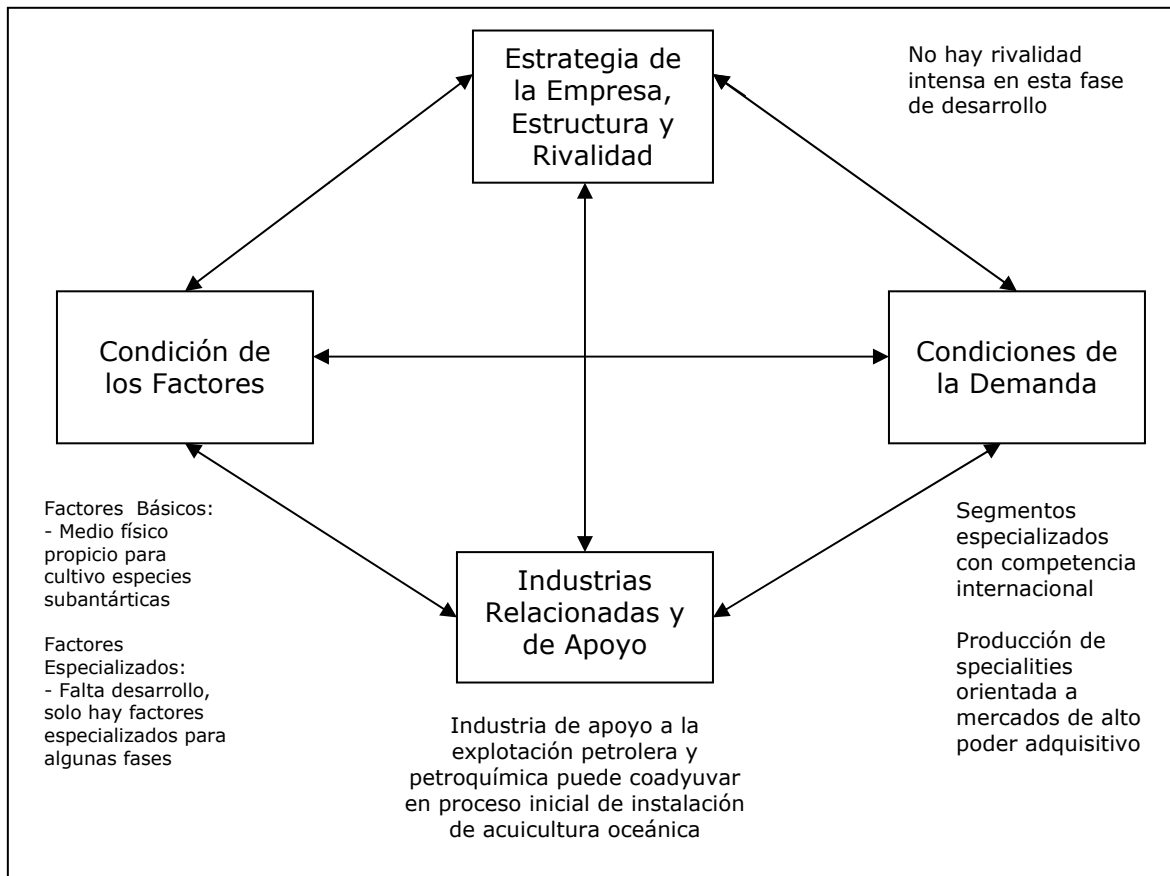 Estrategia de
la Empresa,
Estructura y
Rivalidad
No hay rivalidad
intensa en esta fase
de desarrollo
Condición de
los Factores
Condiciones de
la Demanda
Factores Básicos:
- Medio físico
propicio para
cultivo especies
subantárticas
Factores
Especializados:
- Falta desarrollo,
solo hay factores
especializados para
algunas fases
Industrias
Relacionadas y
de Apoyo
Industria de apoyo a la
explotación petrolera y
petroquímica puede coadyuvar
en proceso inicial de instalación
de acuicultura oceánica
Segmentos
especializados
con competencia
internacional
Producción de
specialities
orientada a
mercados de alto
poder adquisitivo